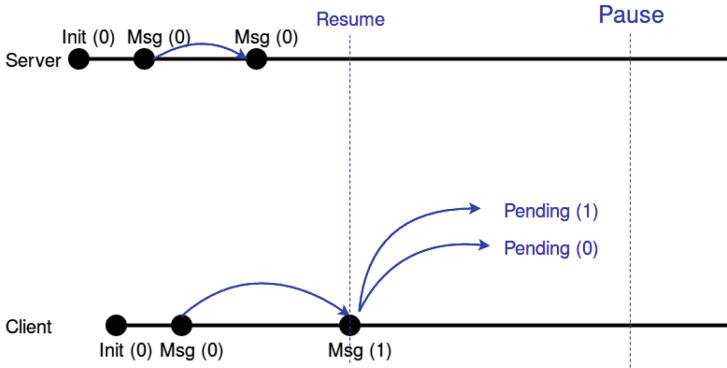 Resume
Pause
Init (0) Msg (0) Msg (0)
Server
Pending (1)
Pending (0)
Client
Init (0) Msg (0) Msg (1)